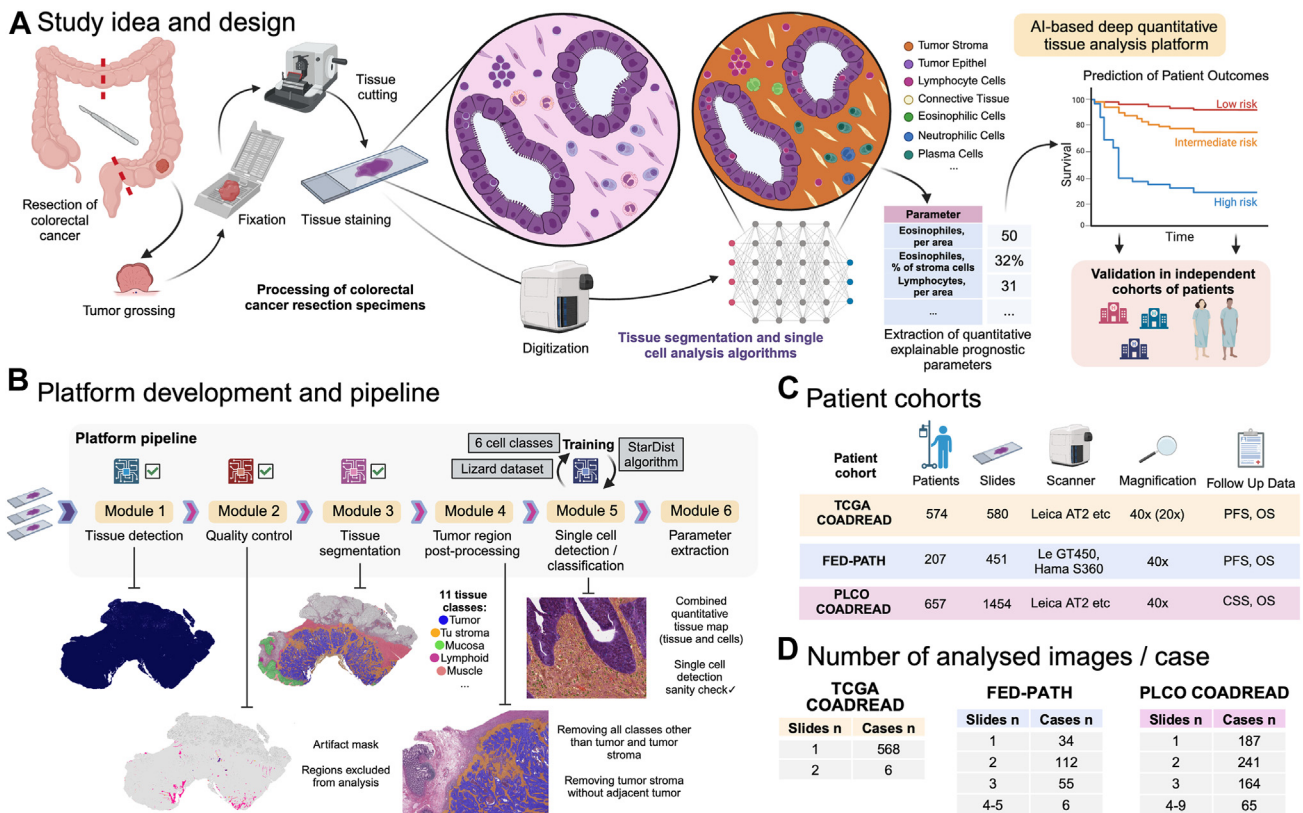 A Study idea and design
Resection of
colorectal
cancer
Tumor grossing
Fixation
Tissue
cutting
Tissue staining
Processing of colorectal
cancer resection specimens
Digitization
Tissue segmentation and single
cell analysis algorithms
Tumor Stroma
Tumor Epithel
Lymphocyte Cells
Connective Tissue
Eosinophilic Cells
Neutrophilic Cells
Plasma Cells
...
Parameter
Eosinophiles,
per area
50
Eosinophiles,
% of stroma cells
32%
Lymphocytes,
per area
31
...
...
Extraction of quantitative
explainable prognostic
parameters
AI-based deep quantitative
tissue analysis platform
Prediction of Patient Outcomes
Survival
100
80
60
40
20
0
Low risk
Intermediate risk
High risk
Time
Validation in independent
cohorts of patients
B Platform development and pipeline
Platform pipeline
6 cell classes
Lizard dataset
Training
StarDist
algorithm
Module 1
Tissue detection
Module 2
Quality control
Module 3
Tissue
segmentation
Module 4
Tumor region
post-processing
Module 5
Single cell
detection /
classification
Module 6
Parameter
extraction
11 tissue
classes:
Tumor
Tu stroma
Mucosa
Lymphoid
Muscle
...
Combined
quantitative
tissue map
(tissue and cells)
Single cell
detection
sanity check✓
Artifact mask
Regions excluded
from analysis
Removing all classes other
than tumor and tumor
stroma
Removing tumor stroma
without adjacent tumor
C Patient cohorts
Patient
cohort
Patients
Slides
Scanner
Magnification
Follow Up Data
TCGA
COADREAD
574
580
Leica AT2 etc
40x (20x)
PFS, OS
FED-PATH
207
451
Le GT450,
Hama S360
40x
PFS, OS
PLCO
COADREAD
657
1454
Leica AT2 etc
40x
CSS, OS
D Number of analysed images / case
TCGA
COADREAD
Slides n Cases n
1 568
2 6
FED-PATH
Slides n Cases n
1 34
2 112
3 55
4-5 6
PLCO COADREAD
Slides n Cases n
1 187
2 241
3 164
4-9 65